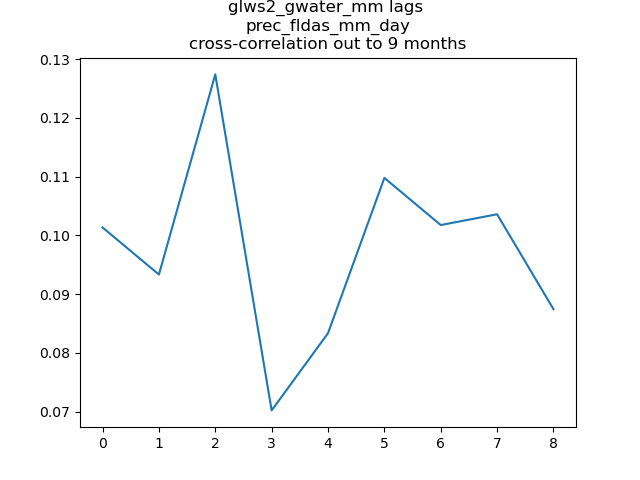 glws2_gwater_mm lags
prec_fldas_mm_day
cross-correlation out to 9 months
0.13
0.12
0.11
0.10
0.09
0.08
0.07
0 1 2 3 4 5 6 7 8